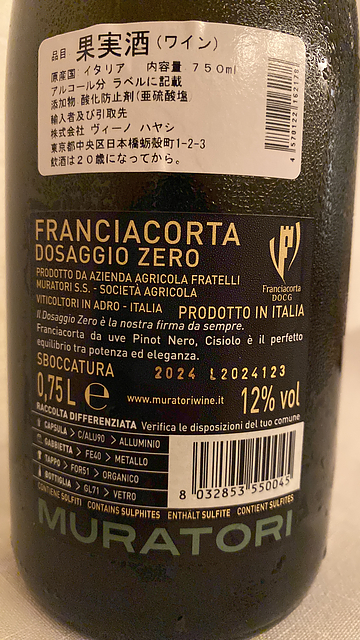 品目 果実酒(ワイン)
原産国 イタリア 内容量 750ml
アルコール分 ラベルに記載
添加物 酸化防止剤(亜硫酸塩)
輸入者及び引取先
株式会社 ヴィーノ ハヤシ
東京都中央区日本橋蛎殻町1-2-3
飲酒は20歳になってから。
4 570122 162175
FRANCIACORTA
DOSAGGIO ZERO
PRODOTTO DA AZIENDA AGRICOLA FRATELLI
MURATORI S.S. - SOCIETÀ AGRICOLA
VITICOLTORI IN ADRO - ITALIA PRODOTTO IN ITALIA
Franciacorta
DOCG
Il Dosaggio Zero è la nostra firma da sempre.
Franciacorta da uve Pinot Nero, Cisiolo è il perfetto
equilibrio tra potenza ed eleganza.
SBOCCATURA 2024 L2024123
0,75 L e www.muratoriwine.it 12% vol
RACCOLTA DIFFERENZIATA Verifica le disposizioni del tuo comune
CAPSULA > C/ALU90 > ALLUMINIO
GABBIETTA > FE40 > METALLO
TAPPO > FOR51 > ORGANICO
BOTTIGLIA > GL71 > VETRO
8 032853 550045
CONTIENE SOLFITI CONTAINS SULPHITES ENTHÄLT SULFITE CONTIENT SULFITES
MURATORI